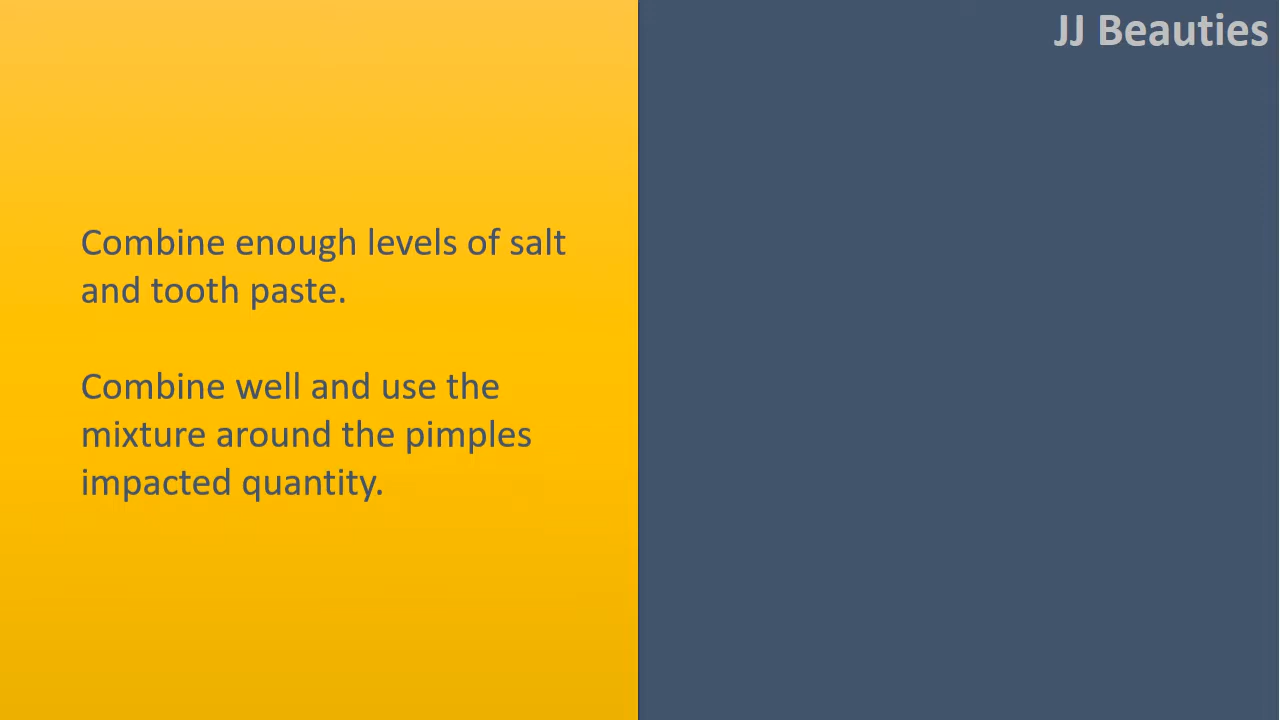 JJ Beauties
Combine enough levels of salt
and tooth paste.
Combine well and use the
mixture around the pimples
impacted quantity.